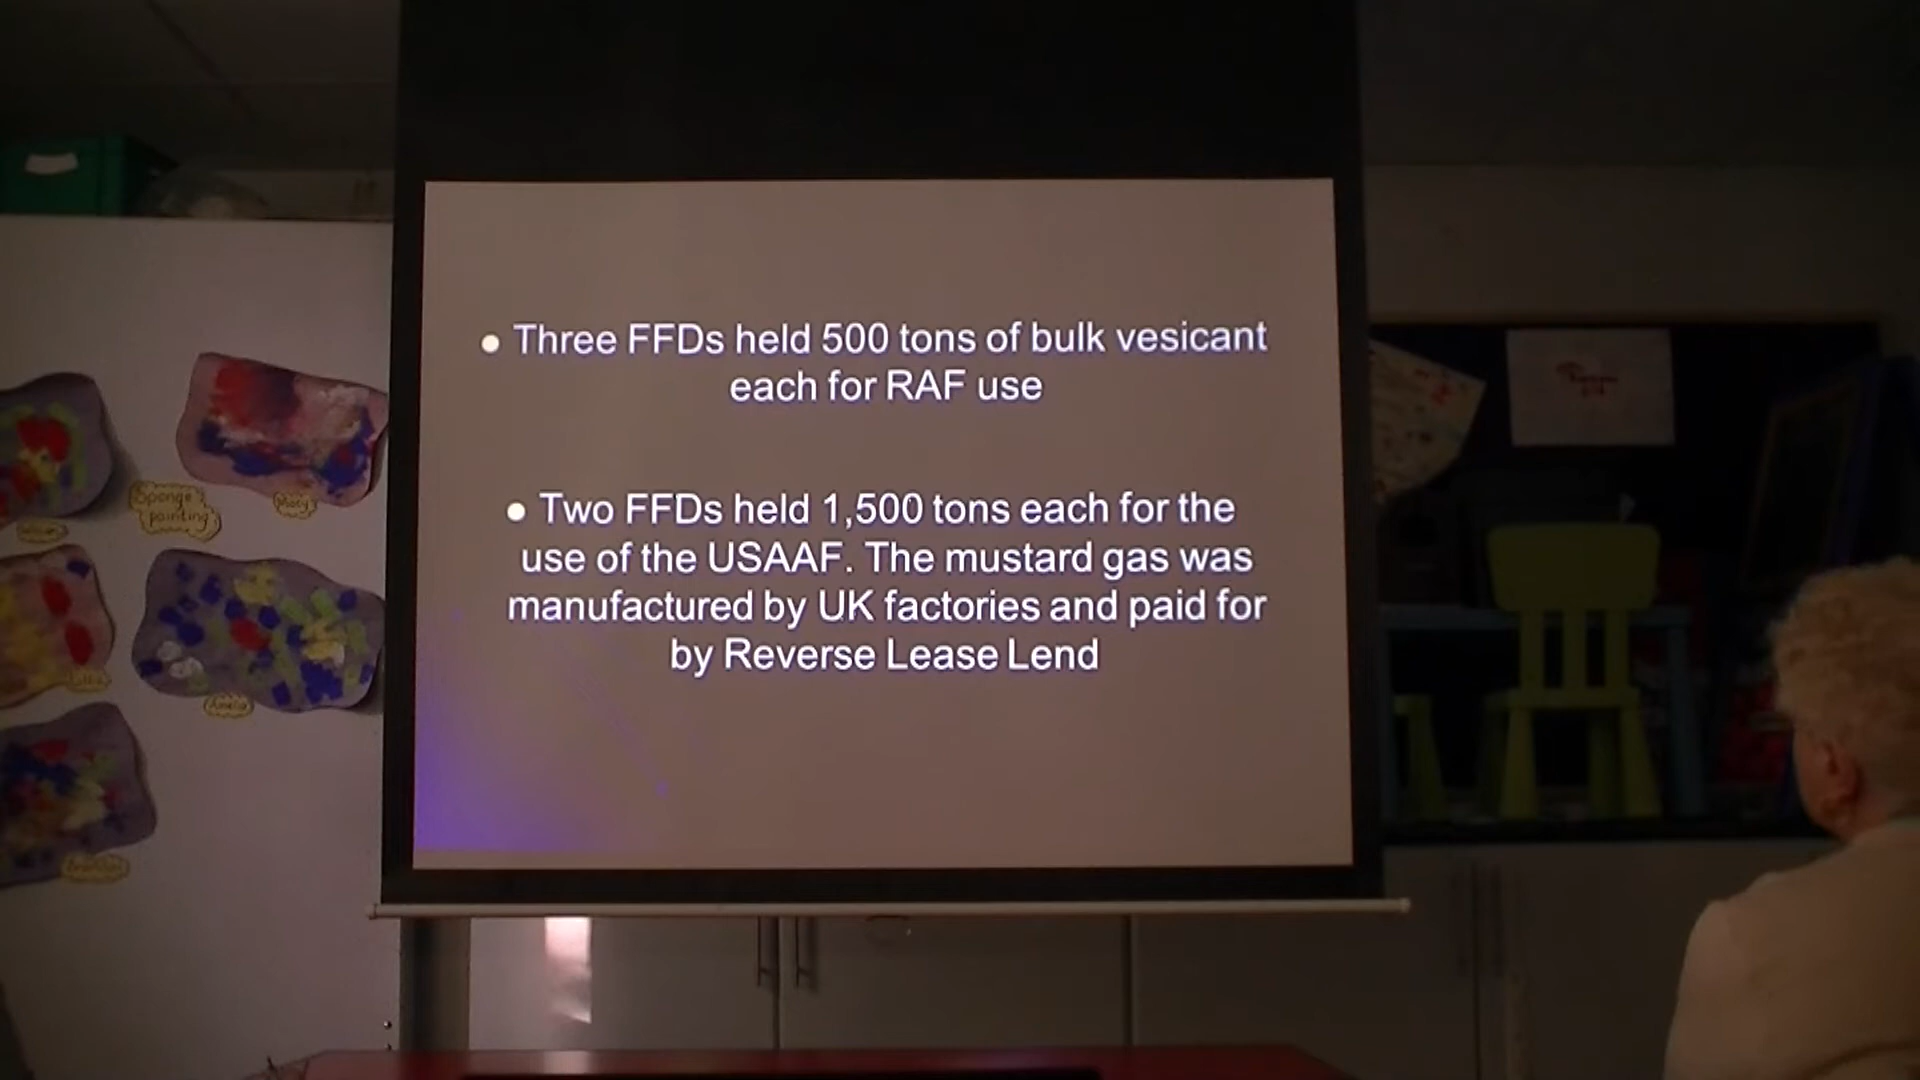 • Three FFDs held 500 tons of bulk vesicant
each for RAF use
• Two FFDs held 1,500 tons each for the
use of the USAAF. The mustard gas was
manufactured by UK factories and paid for
by Reverse Lease Lend
Sponge
painting
Macy
Amelia